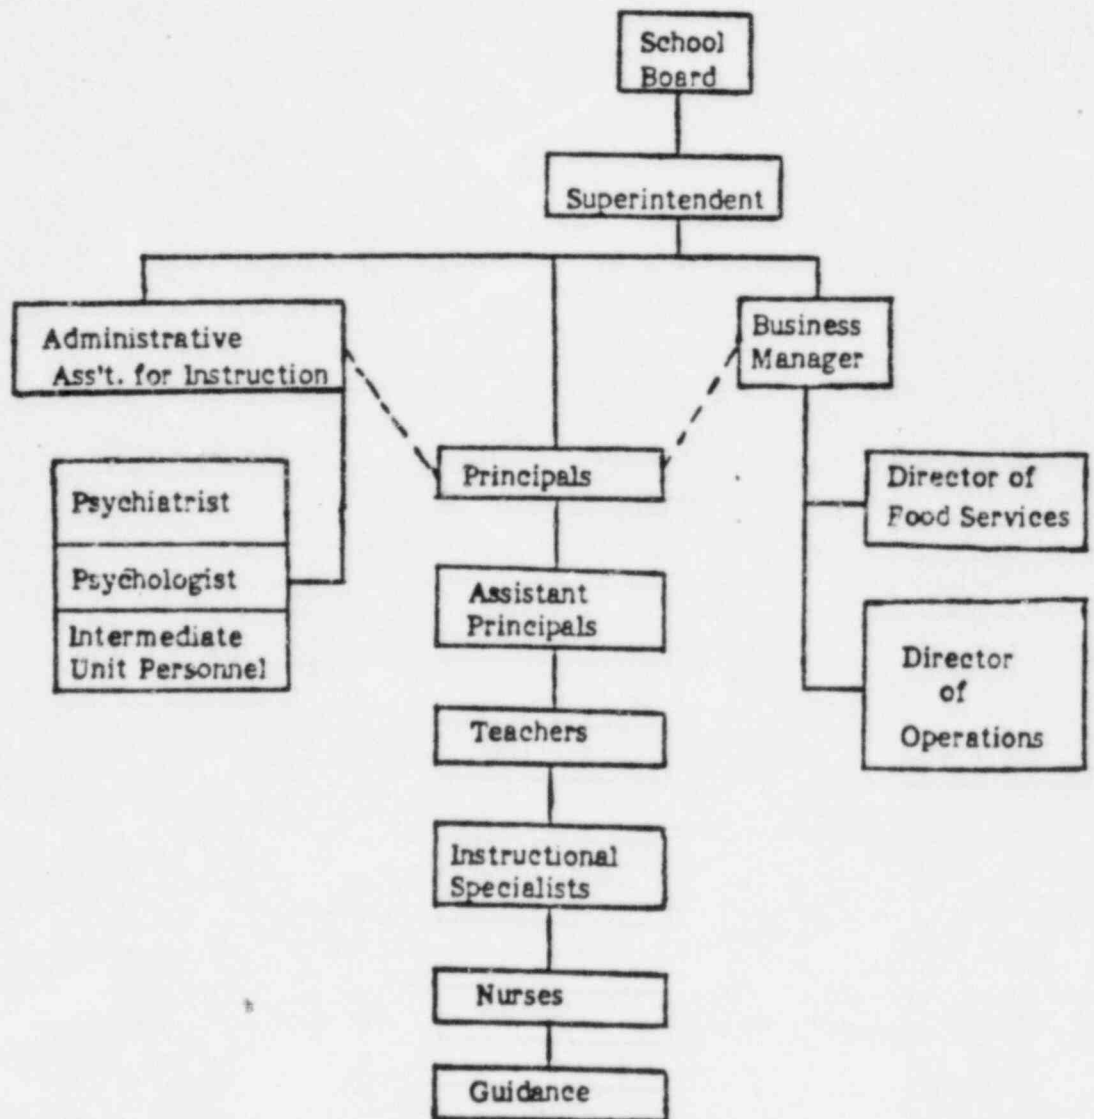 School
Board
Superintendent
Administrative
Ass't. for Instruction
Business
Manager
Principals
Psychiatrist
Psychologist
Intermediate
Unit Personnel
Director of
Food Services
Assistant
Principals
Director
of
Operations
Teachers
Instructional
Specialists
Nurses
Guidance